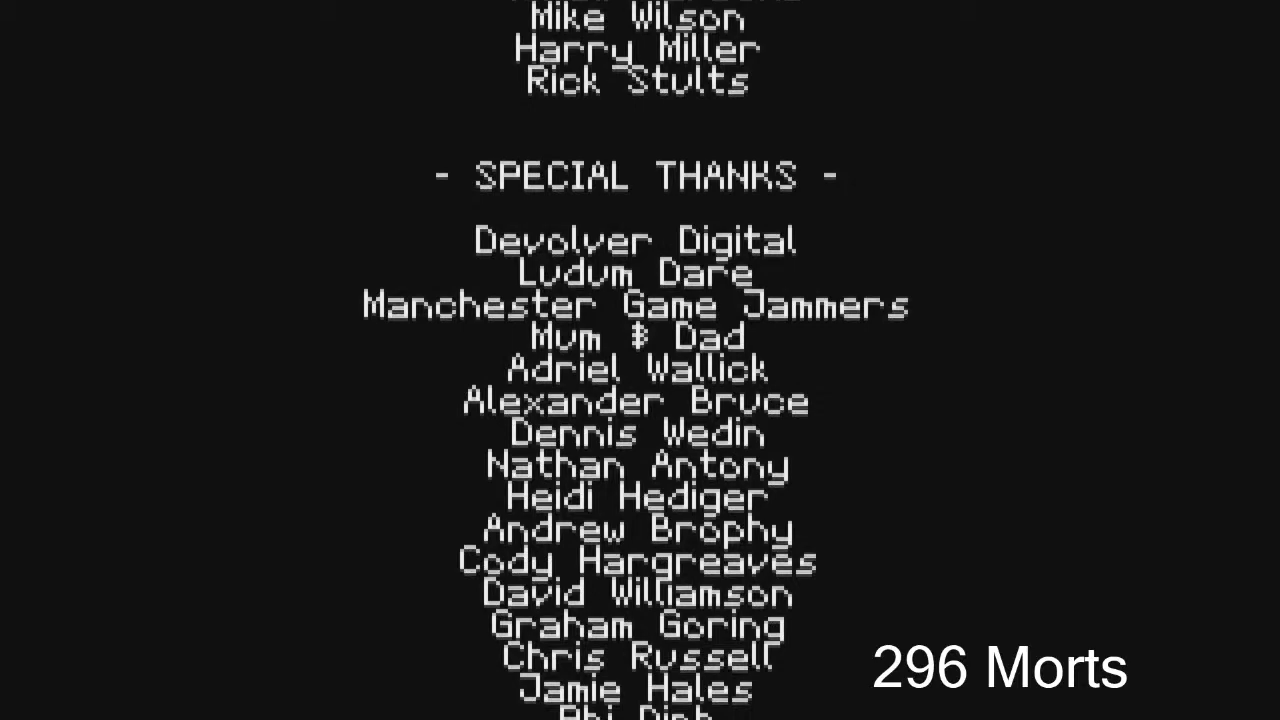 Mike Wilson
Harry Miller
Rick Stults
- SPECIAL THANKS -
Devolver Digital
Ludum Dare
Manchester Game Jammers
Mum & Dad
Adriel Wallick
Alexander Bruce
Dennis Wedin
Nathan Antony
Heidi Hediger
Andrew Brophy
Cody Hargreaves
David Williamson
Graham Goring
Chris Russell
Jamie Hales
296 Morts